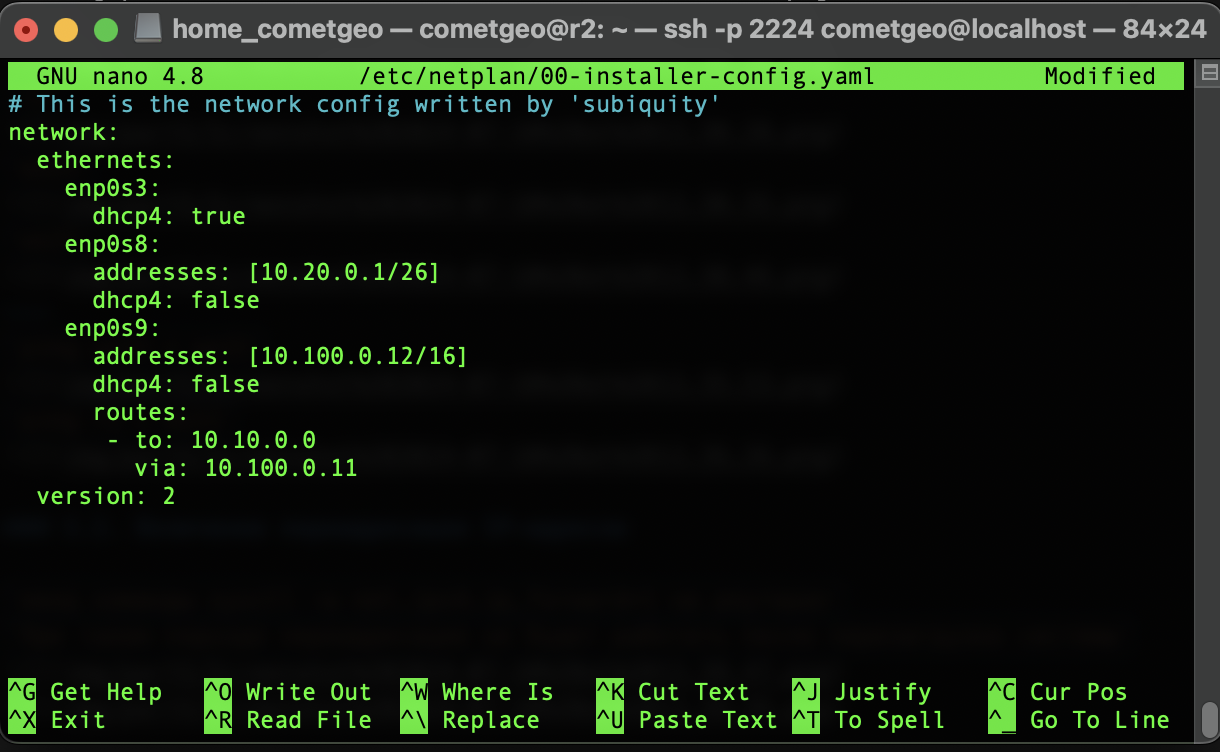 home_cometgeo — cometgeo@r2: ~ — ssh -p 2224 cometgeo@localhost — 84×24
GNU nano 4.8 /etc/netplan/00-installer-config.yaml Modified
# This is the network config written by 'subiquity'
network:
  ethernets:
    enp0s3:
      dhcp4: true
    enp0s8:
      addresses: [10.20.0.1/26]
      dhcp4: false
    enp0s9:
      addresses: [10.100.0.12/16]
      dhcp4: false
      routes:
       - to: 10.10.0.0
         via: 10.100.0.11
  version: 2
^G Get Help ^O Write Out ^W Where Is ^K Cut Text ^J Justify ^C Cur Pos
^X Exit ^R Read File ^\ Replace ^U Paste Text ^T To Spell ^_ Go To Line